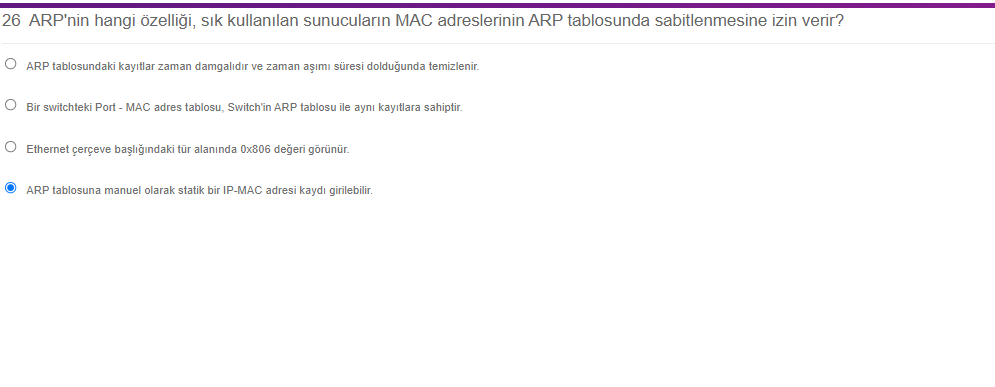 26 ARP'nin hangi özelliği, sık kullanılan sunucuların MAC adreslerinin ARP tablosunda sabitlenmesine izin verir?
ARP tablosundaki kayıtlar zaman damgalıdır ve zaman aşımı süresi dolduğunda temizlenir.
Bir switchteki Port - MAC adres tablosu, Switch'in ARP tablosu ile aynı kayıtlara sahiptir.
Ethernet çerçeve başlığındaki tür alanında 0x806 değeri görünür.
ARP tablosuna manuel olarak statik bir IP-MAC adresi kaydı girilebilir.